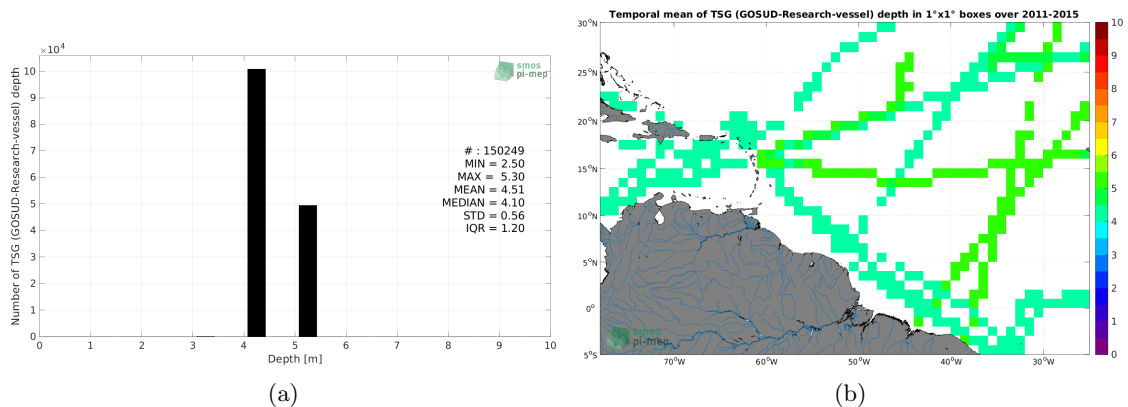 ×10⁴
10
9
8
7
6
5
4
3
2
1
0
Number of TSG (GOSUD-Research-vessel) depth
smos
pi-mep
# : 150249
MIN = 2.50
MAX = 5.30
MEAN = 4.51
MEDIAN = 4.10
STD = 0.56
IQR = 1.20
0 1 2 3 4 5 6 7 8 9 10
Depth [m]
(a)
Temporal mean of TSG (GOSUD-Research-vessel) depth in 1°x1° boxes over 2011-2015
30°N
25°N
20°N
15°N
10°N
5°N
0°
5°S
70°W 60°W 50°W 40°W 30°W
smos
pi-mep
10
9
8
7
6
5
4
3
2
1
0
(b)